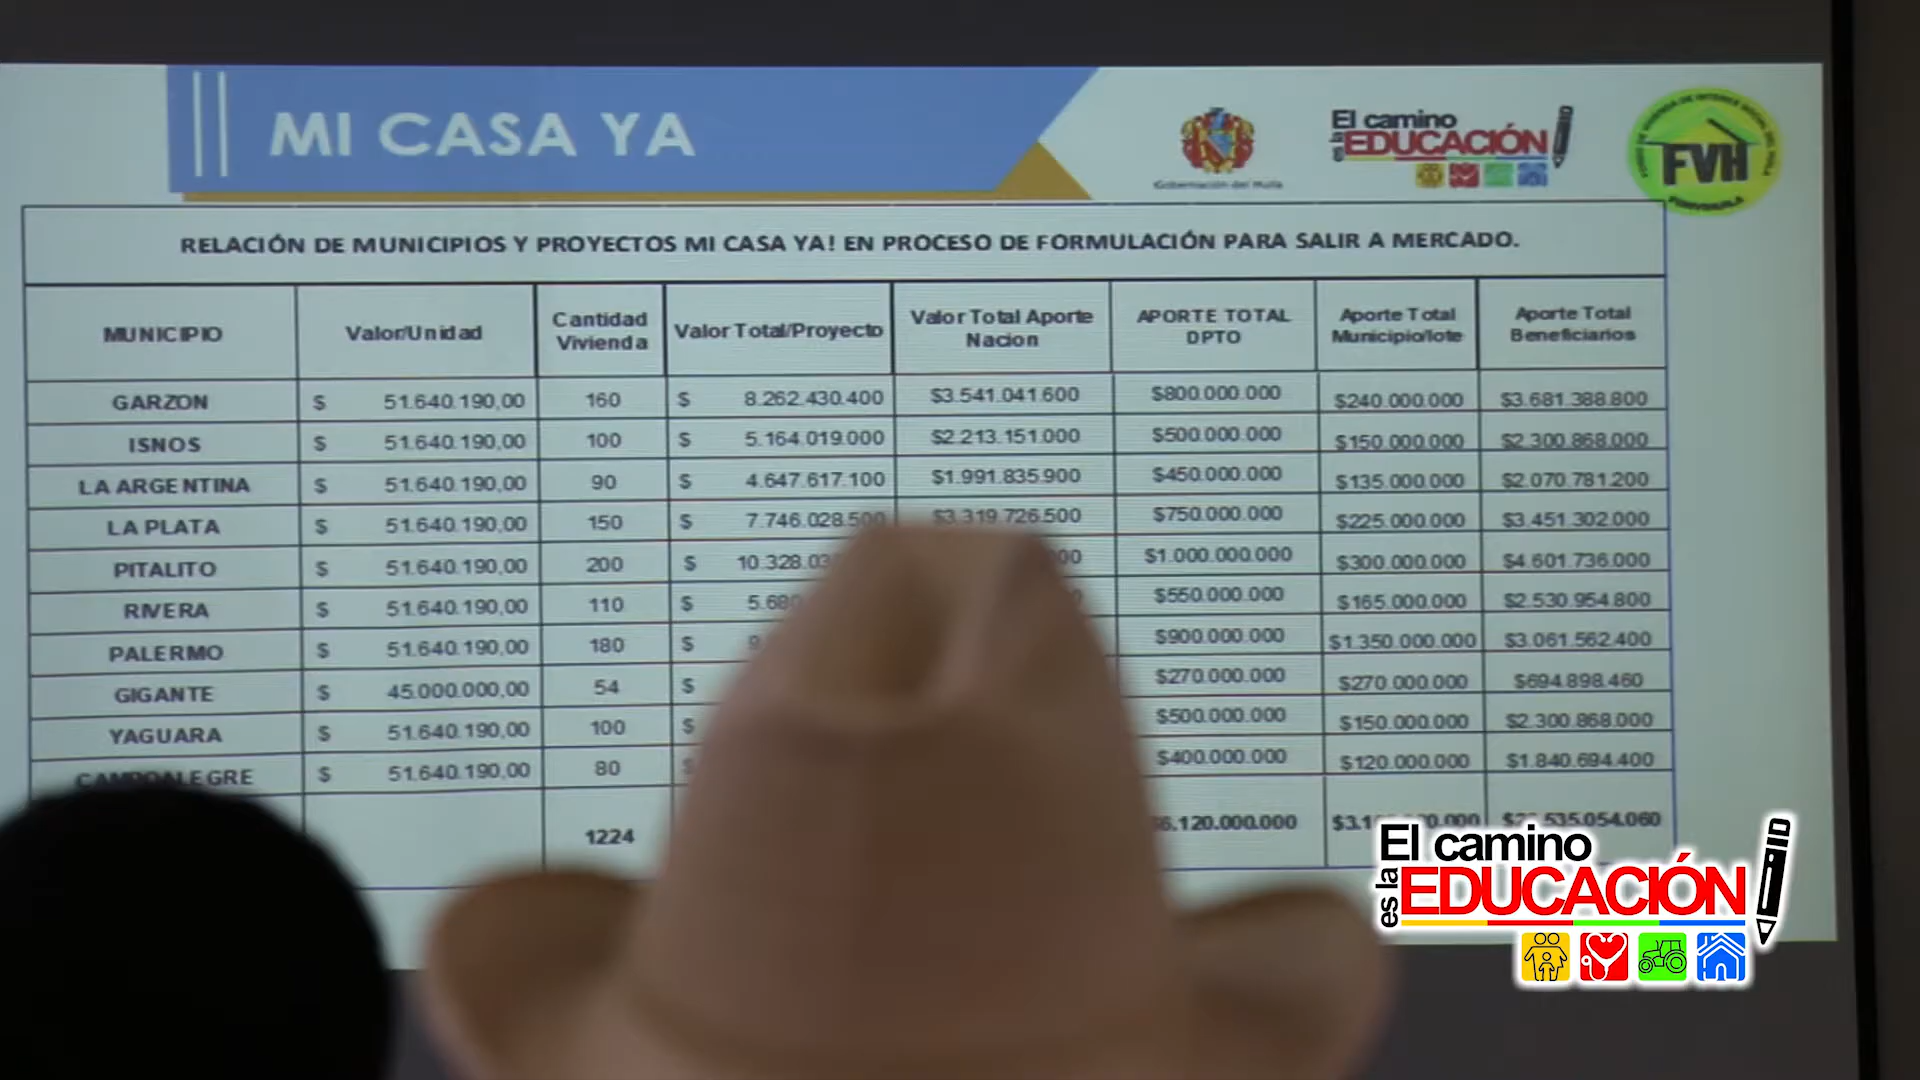 MI CASA YA
Gobernación del Huila
El camino
es la EDUCACIÓN
FVH
FONVIHUILA
RELACIÓN DE MUNICIPIOS Y PROYECTOS MI CASA YA! EN PROCESO DE FORMULACIÓN PARA SALIR A MERCADO.
MUNICIPIO Valor/Unidad Cantidad Vivienda Valor Total/Proyecto Valor Total Aporte Nacion APORTE TOTAL DPTO Aporte Total Municipio/lote Aporte Total Beneficiarios
GARZON $ 51.640.190,00 160 $ 8.262.430.400 $3.541.041.600 $800.000.000 $240.000.000 $3.681.388.800
ISNOS $ 51.640.190,00 100 $ 5.164.019.000 $2.213.151.000 $500.000.000 $150.000.000 $2.300.868.000
LA ARGENTINA $ 51.640.190,00 90 $ 4.647.617.100 $1.991.835.900 $450.000.000 $135.000.000 $2.070.781.200
LA PLATA $ 51.640.190,00 150 $ 7.746.028.500 $3.319.726.500 $750.000.000 $225.000.000 $3.451.302.000
PITALITO $ 51.640.190,00 200 $ $1.000.000.000 $300.000.000 $4.601.736.000
RIVERA $ 51.640.190,00 110 $ $550.000.000 $165.000.000 $2.530.954.800
PALERMO $ 51.640.190,00 180 $ $900.000.000 $1.350.000.000 $3.061.562.400
GIGANTE $ 45.000.000,00 54 $ $270.000.000 $270.000.000 $694.898.460
YAGUARA $ 51.640.190,00 100 $ $500.000.000 $150.000.000 $2.300.868.000
CAMPOALEGRE $ 51.640.190,00 80 $ $400.000.000 $120.000.000 $1.840.694.400
1224 6.120.000.000
El camino
es la EDUCACIÓN